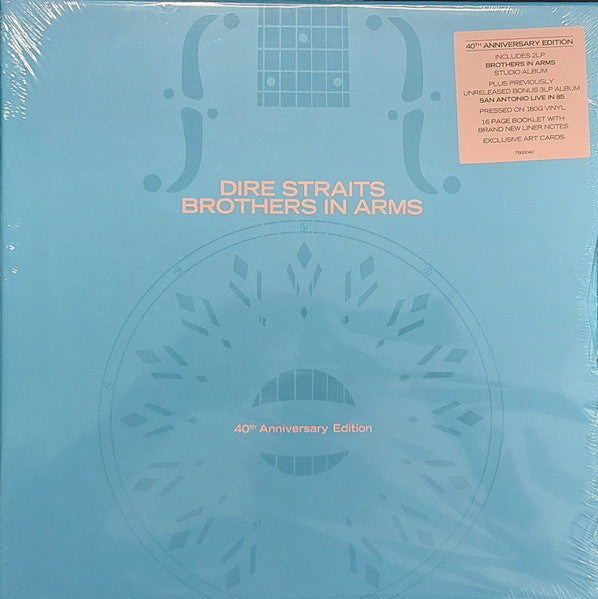 40TH ANNIVERSARY EDITION
INCLUDES 2LP
BROTHERS IN ARMS
STUDIO ALBUM
PLUS PREVIOUSLY
UNRELEASED BONUS 3LP ALBUM
SAN ANTONIO LIVE IN 85
PRESSED ON 180G VINYL
16 PAGE BOOKLET WITH
BRAND NEW LINER NOTES
EXCLUSIVE ART CARDS
7505040
DIRE STRAITS
BROTHERS IN ARMS
40th Anniversary Edition